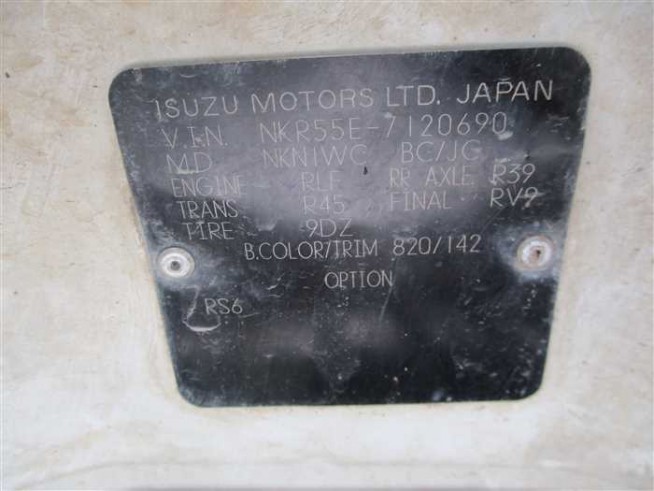 ISUZU MOTORS LTD. JAPAN
V.I.N. NKR55E-7120690
M.D. NKN1WC BC/JG
ENGINE RLF RR AXLE R39
TRANS. R45 FINAL RV9
TIRE 9DZ
B.COLOR/TRIM 820/142
OPTION
RS6